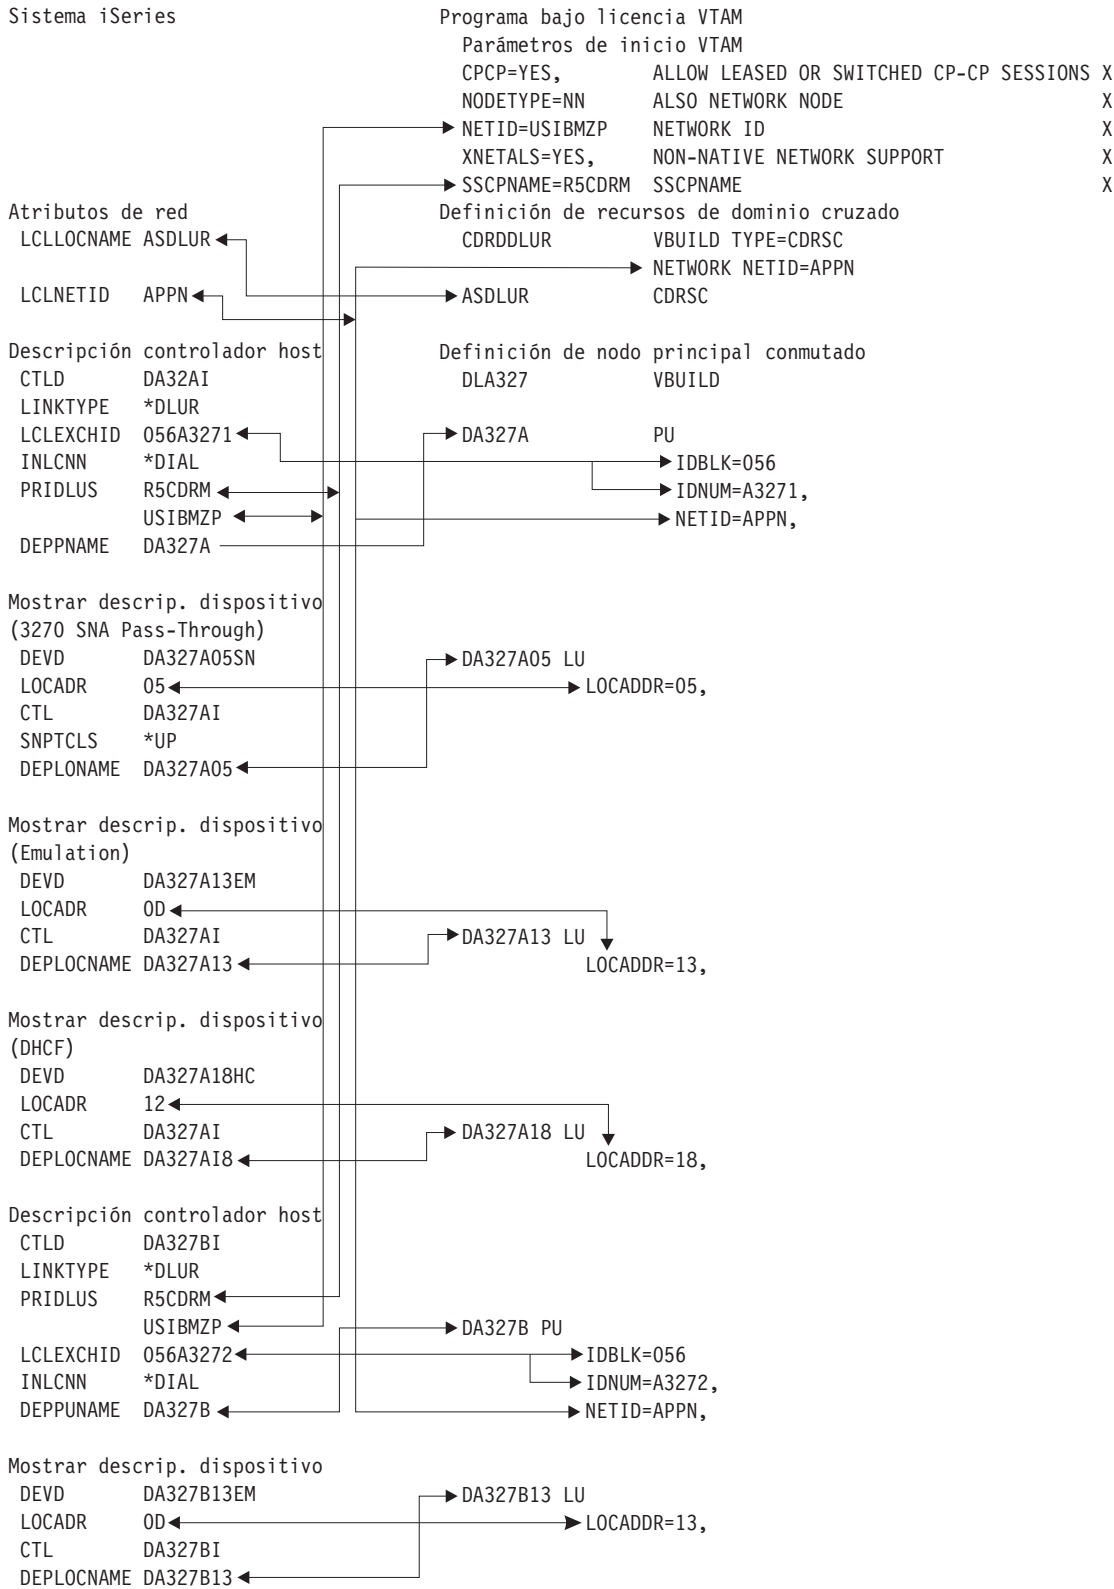 Sistema iSeries Programa bajo licencia VTAM
Parámetros de inicio VTAM
CPCP=YES, ALLOW LEASED OR SWITCHED CP-CP SESSIONS X
NODETYPE=NN ALSO NETWORK NODE X
NETID=USIBMZP NETWORK ID X
XNETALS=YES, NON-NATIVE NETWORK SUPPORT X
SSCPNAME=R5CDRM SSCPNAME X
Atributos de red Definición de recursos de dominio cruzado
LCLLOCNAME ASDLUR CDRDDLUR VBUILD TYPE=CDRSC
NETWORK NETID=APPN
LCLNETID APPN ASDLUR CDRSC
Descripción controlador host Definición de nodo principal conmutado
CTLD DA32AI DLA327 VBUILD
LINKTYPE *DLUR
LCLEXCHID 056A3271 DA327A PU
INLCNN *DIAL IDBLK=056
PRIDLUS R5CDRM IDNUM=A3271,
USIBMZP NETID=APPN,
DEPPNAME DA327A
Mostrar descrip. dispositivo
(3270 SNA Pass-Through)
DEVD DA327A05SN DA327A05 LU
LOCADR 05 LOCADDR=05,
CTL DA327AI
SNPTCLS *UP
DEPLONAME DA327A05
Mostrar descrip. dispositivo
(Emulation)
DEVD DA327A13EM
LOCADR 0D
CTL DA327AI DA327A13 LU
DEPLOCNAME DA327A13 LOCADDR=13,
Mostrar descrip. dispositivo
(DHCF)
DEVD DA327A18HC
LOCADR 12
CTL DA327AI DA327A18 LU
DEPLOCNAME DA327AI8 LOCADDR=18,
Descripción controlador host
CTLD DA327BI
LINKTYPE *DLUR
PRIDLUS R5CDRM
USIBMZP DA327B PU
LCLEXCHID 056A3272 IDBLK=056
INLCNN *DIAL IDNUM=A3272,
DEPPUNAME DA327B NETID=APPN,
Mostrar descrip. dispositivo
DEVD DA327B13EM DA327B13 LU
LOCADR 0D LOCADDR=13,
CTL DA327BI
DEPLOCNAME DA327B13